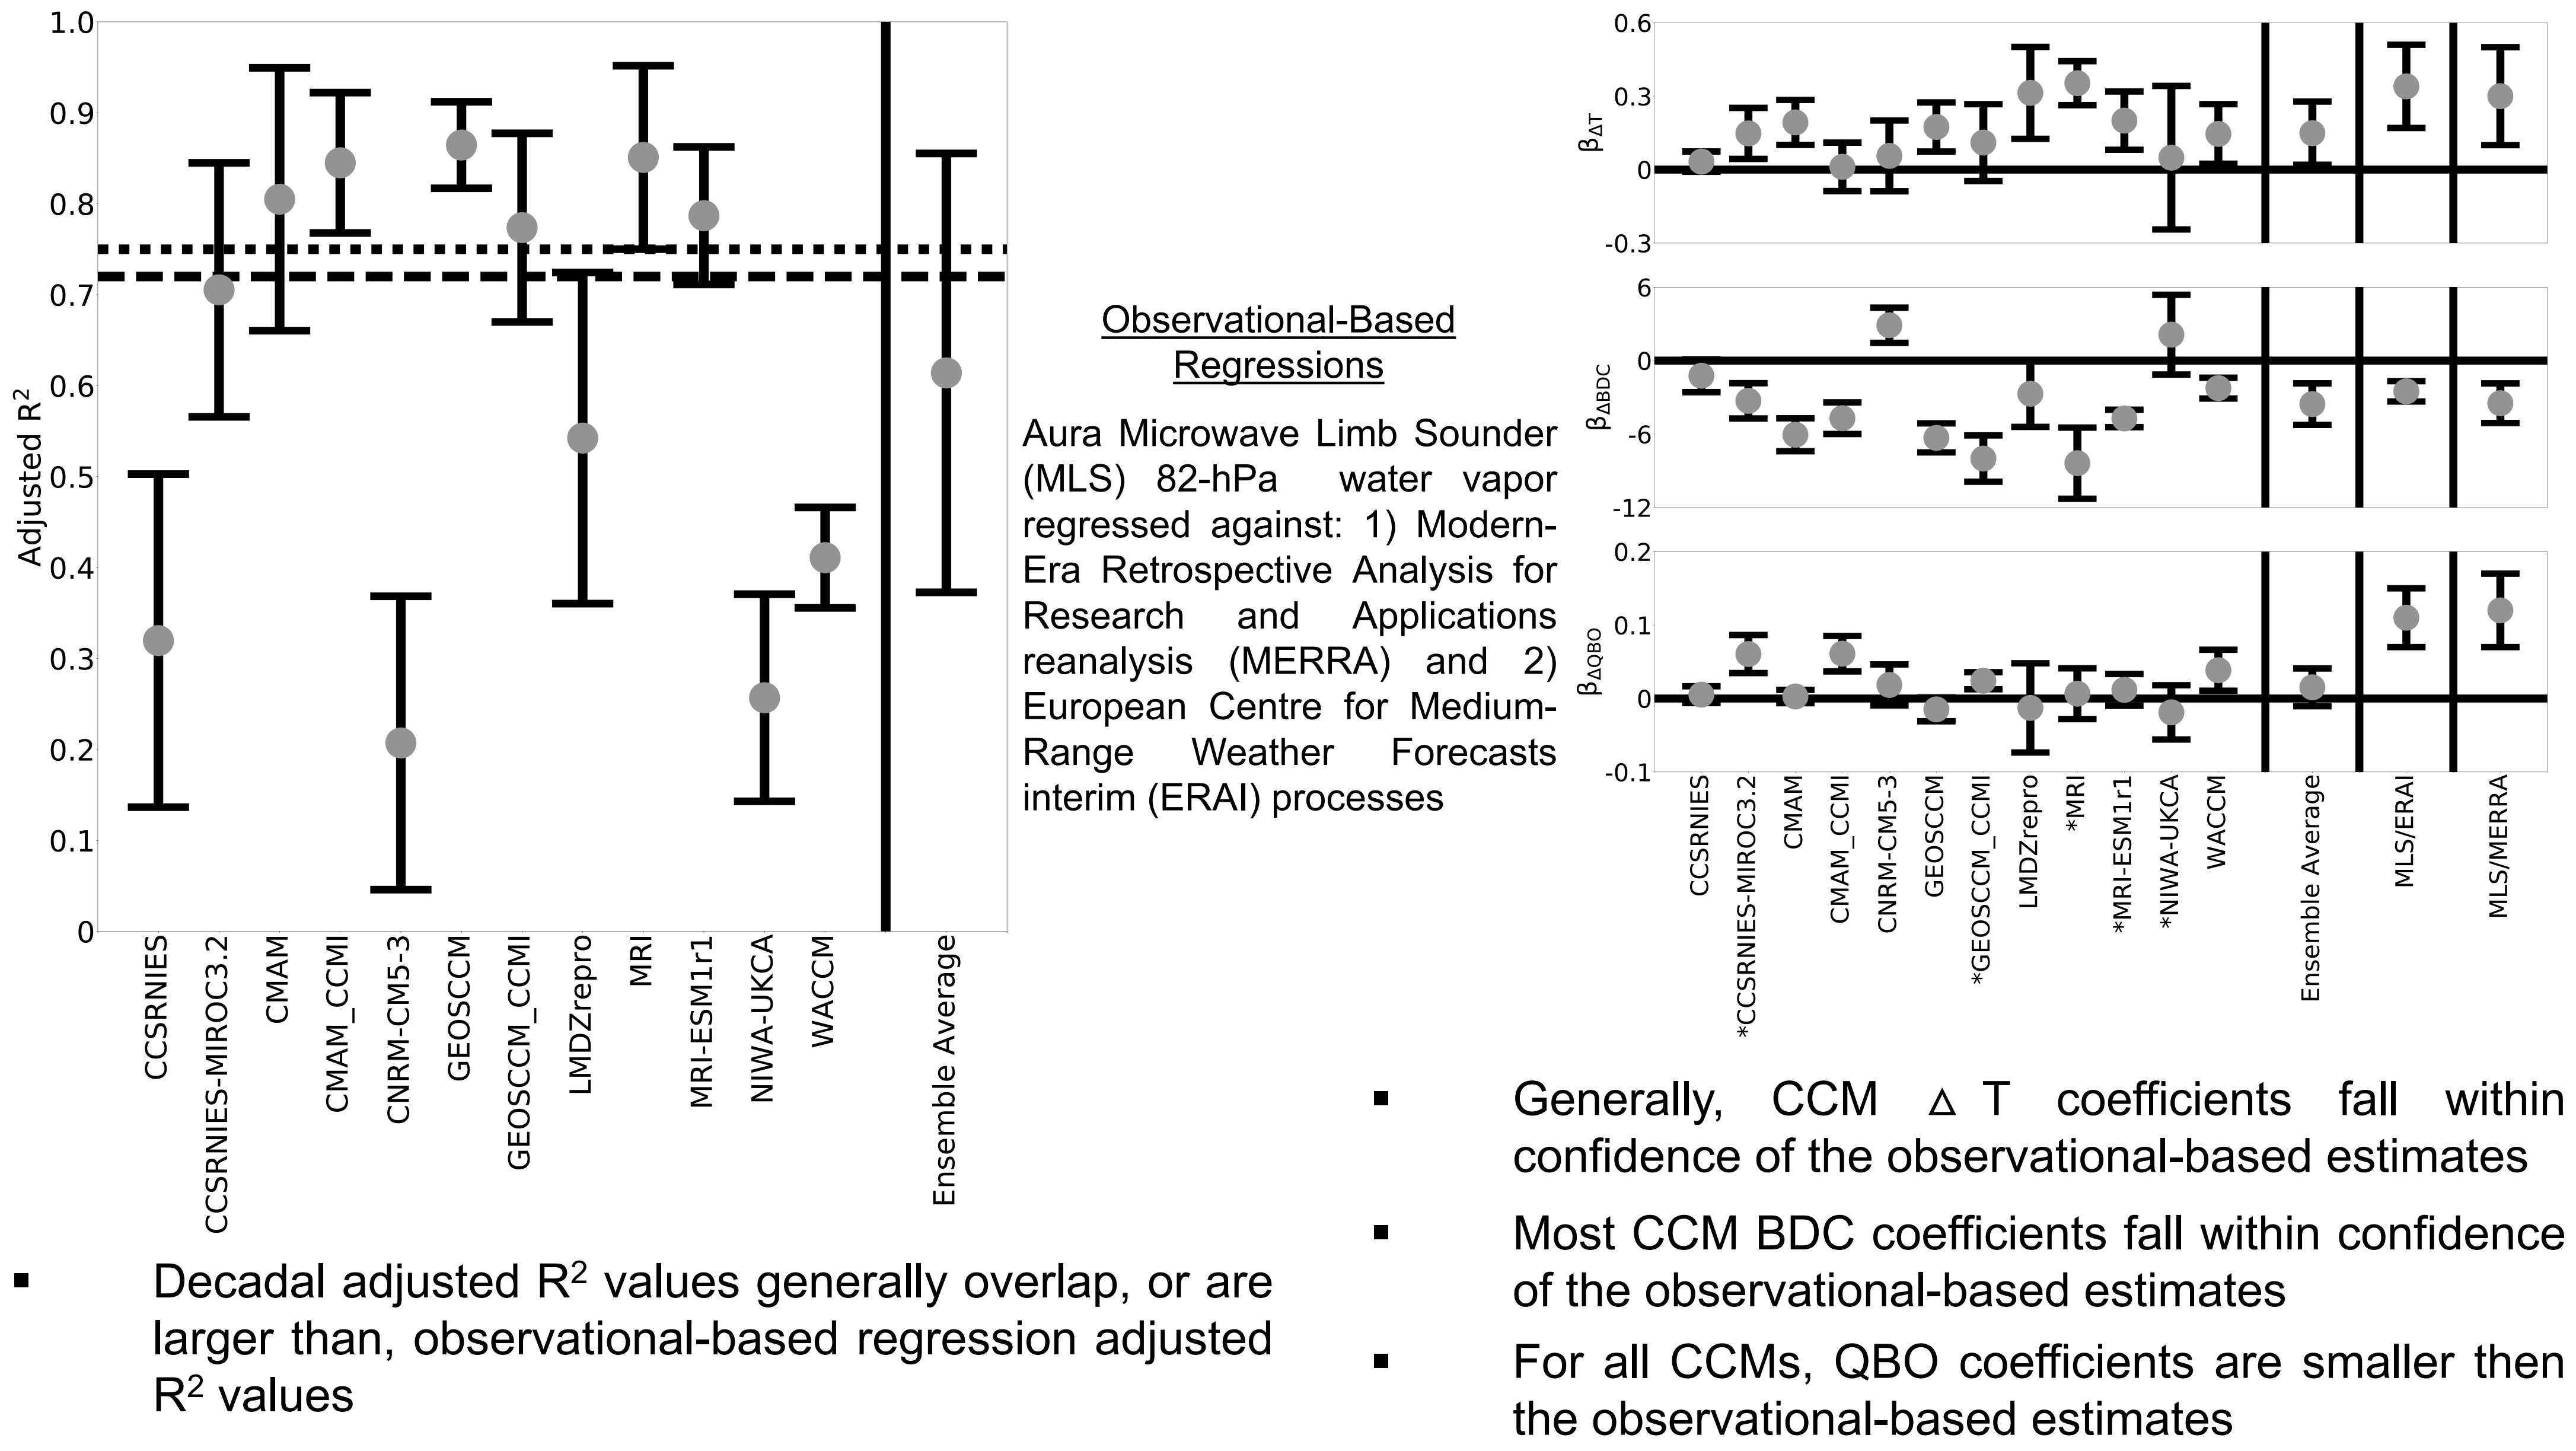 1.0
0.9
0.8
0.7
0.6
0.5
0.4
0.3
0.2
0.1
0
Adjusted R²
CCSRNIES
CCSRNIES-MIROC3.2
CMAM
CMAM_CCMI
CNRM-CM5-3
GEOSCCM
GEOSCCM_CCMI
LMDZrepro
MRI
MRI-ESM1r1
NIWA-UKCA
WACCM
Ensemble Average
▪ Decadal adjusted R² values generally overlap, or are
larger than, observational-based regression adjusted
R² values
Observational-Based
Regressions
Aura Microwave Limb Sounder
(MLS) 82-hPa water vapor
regressed against: 1) Modern-
Era Retrospective Analysis for
Research and Applications
reanalysis (MERRA) and 2)
European Centre for Medium-
Range Weather Forecasts
interim (ERAI) processes
0.6
0.3
0
-0.3
βΔT
6
0
-6
-12
βΔBDC
0.2
0.1
0
-0.1
βΔQBO
CCSRNIES
*CCSRNIES-MIROC3.2
CMAM
CMAM_CCMI
CNRM-CM5-3
GEOSCCM
*GEOSCCM_CCMI
LMDZrepro
*MRI
*MRI-ESM1r1
*NIWA-UKCA
WACCM
Ensemble Average
MLS/ERAI
MLS/MERRA
▪ Generally, CCM Δ T coefficients fall within
confidence of the observational-based estimates
▪ Most CCM BDC coefficients fall within confidence
of the observational-based estimates
▪ For all CCMs, QBO coefficients are smaller then
the observational-based estimates